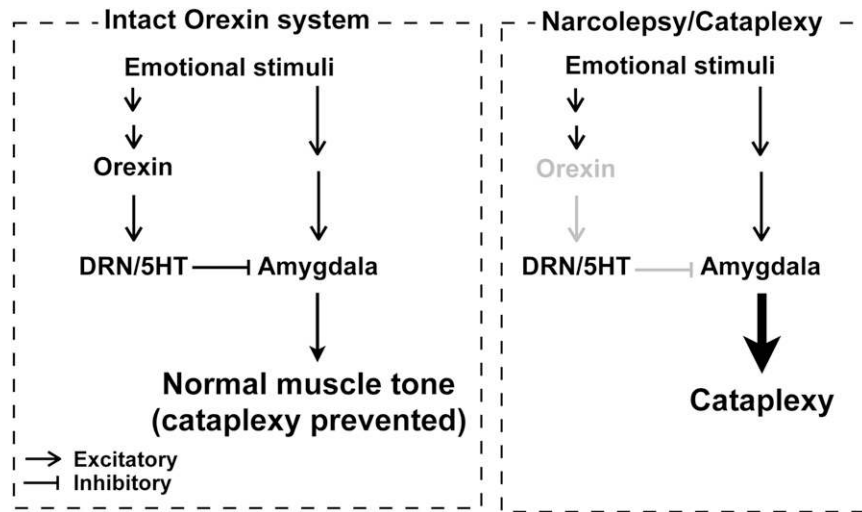 Intact Orexin system
Emotional stimuli
Orexin
DRN/5HT
Amygdala
Normal muscle tone
(cataplexy prevented)
Excitatory
Inhibitory
Narcolepsy/Cataplexy
Emotional stimuli
Orexin
DRN/5HT
Amygdala
Cataplexy